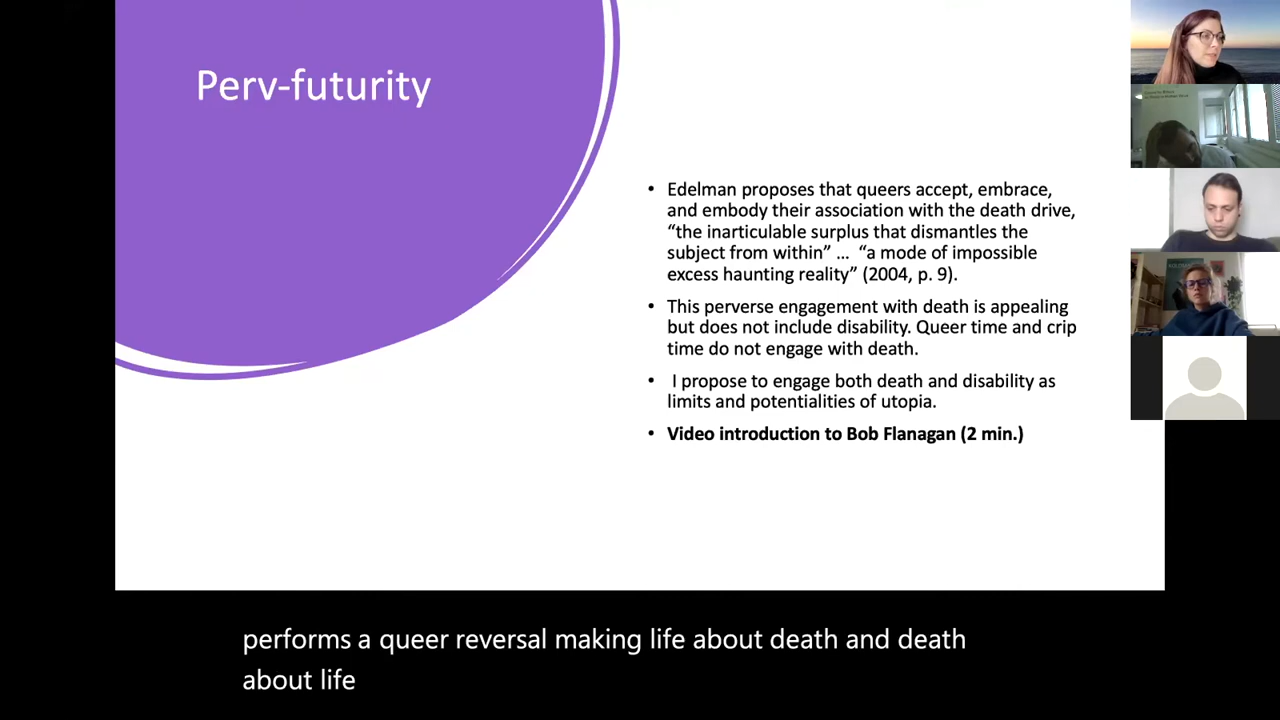 Perv-futurity
• Edelman proposes that queers accept, embrace,
and embody their association with the death drive,
“the inarticulable surplus that dismantles the
subject from within” … “a mode of impossible
excess haunting reality” (2004, p. 9).
• This perverse engagement with death is appealing
but does not include disability. Queer time and crip
time do not engage with death.
• I propose to engage both death and disability as
limits and potentialities of utopia.
• Video introduction to Bob Flanagan (2 min.)
performs a queer reversal making life about death and death
about life